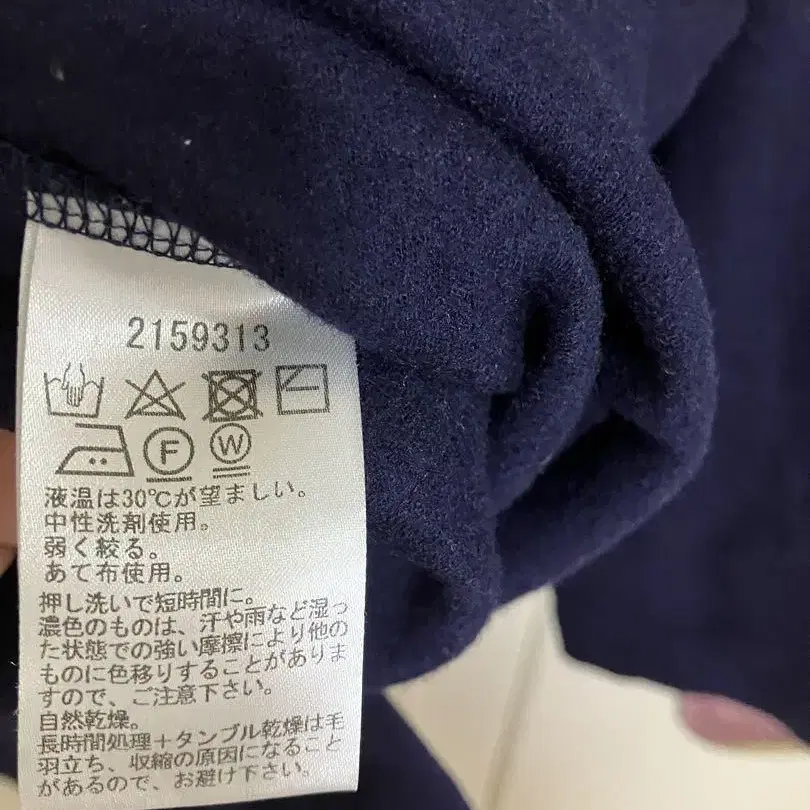 2159313
F W
液温は30℃が望ましい。
中性洗剤使用。
弱く絞る。
あて布使用。
押し洗いで短時間に。
濃色のものは、汗や雨など湿っ
た状態での強い摩擦により他の
ものに色移りすることがありま
すので、ご注意下さい。
自然乾燥。
長時間処理＋タンブル乾燥は毛
羽立ち、収縮の原因になること
があるので、お避け下さい。